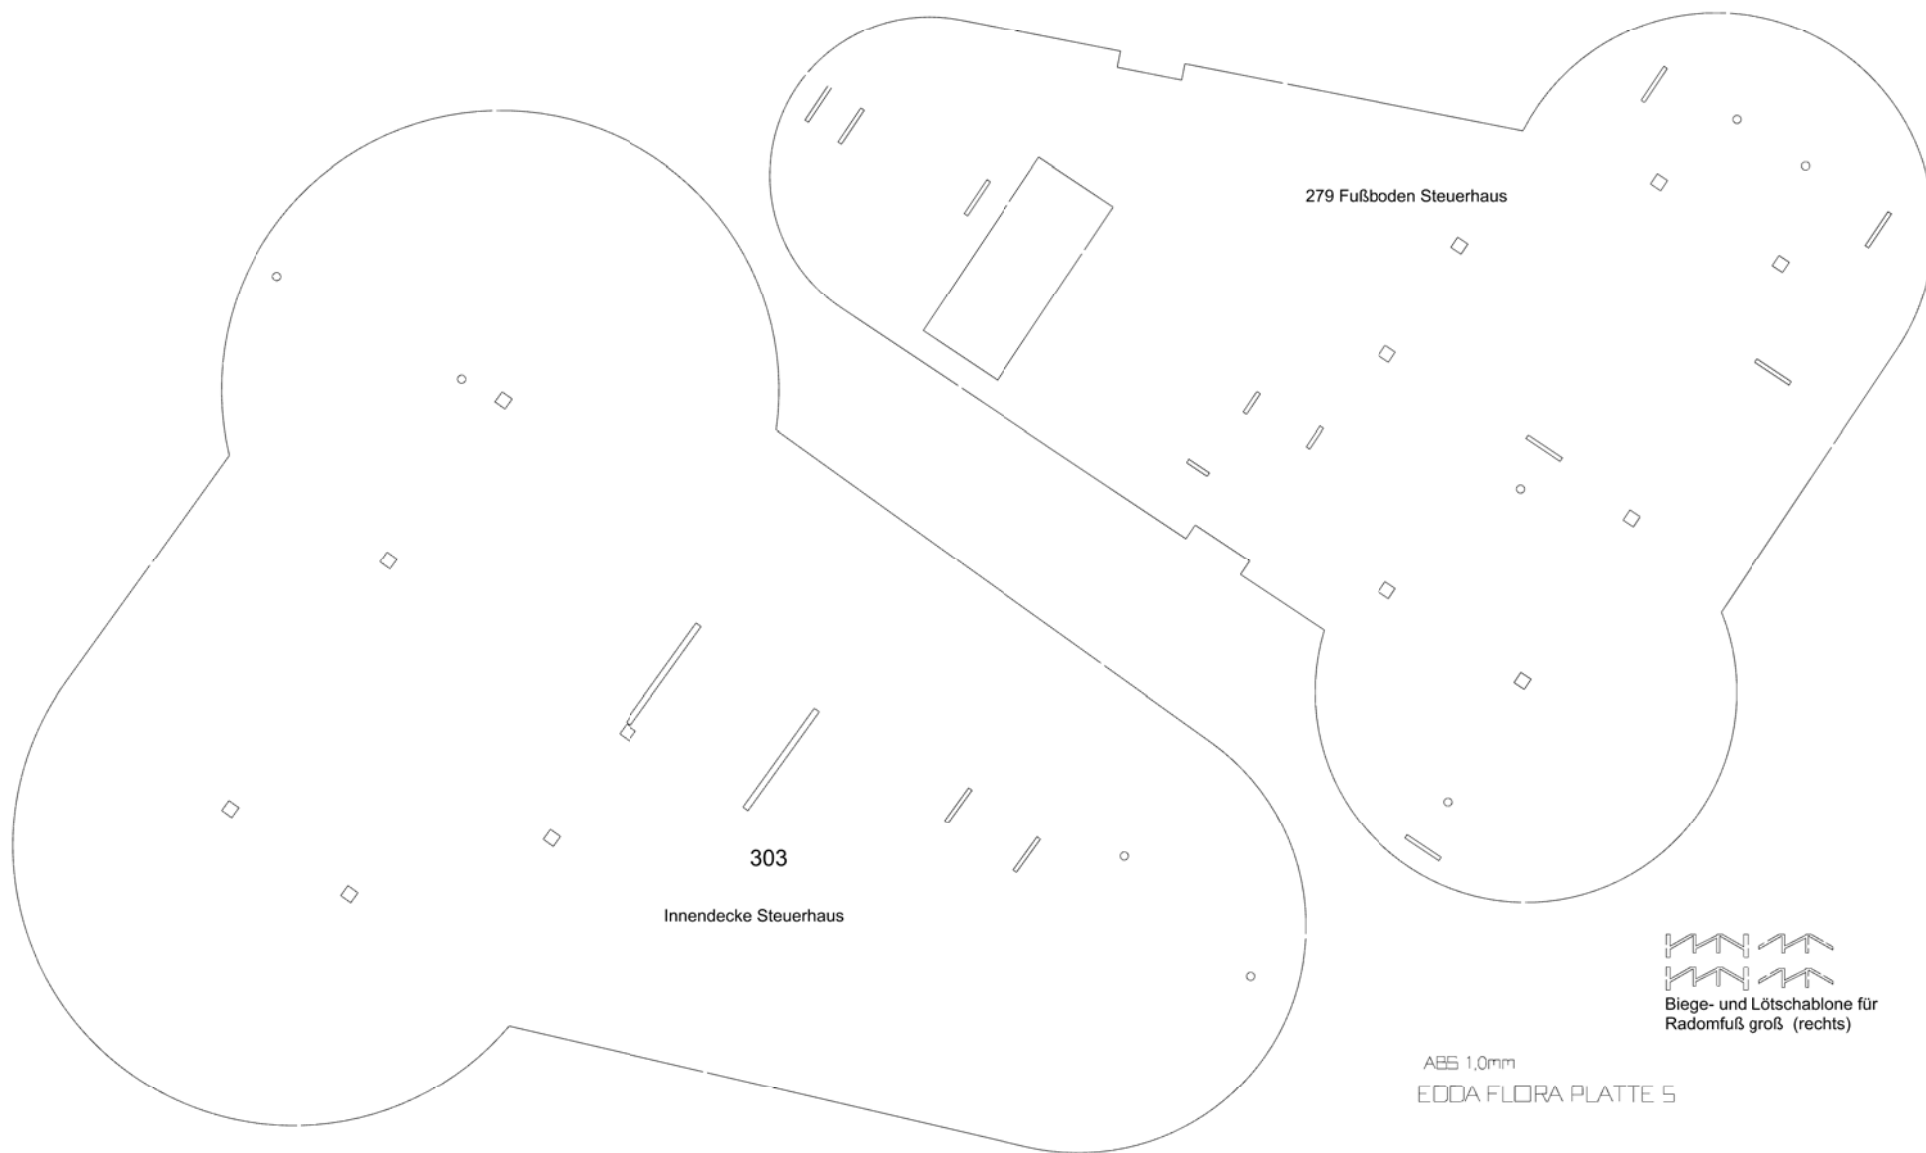 279 Fußboden Steuerhaus
303
Innendecke Steuerhaus
Biege- und Lötschablone für
Radomfuß groß (rechts)
ABS 1,0mm
EDDA FLORA PLATTE 5